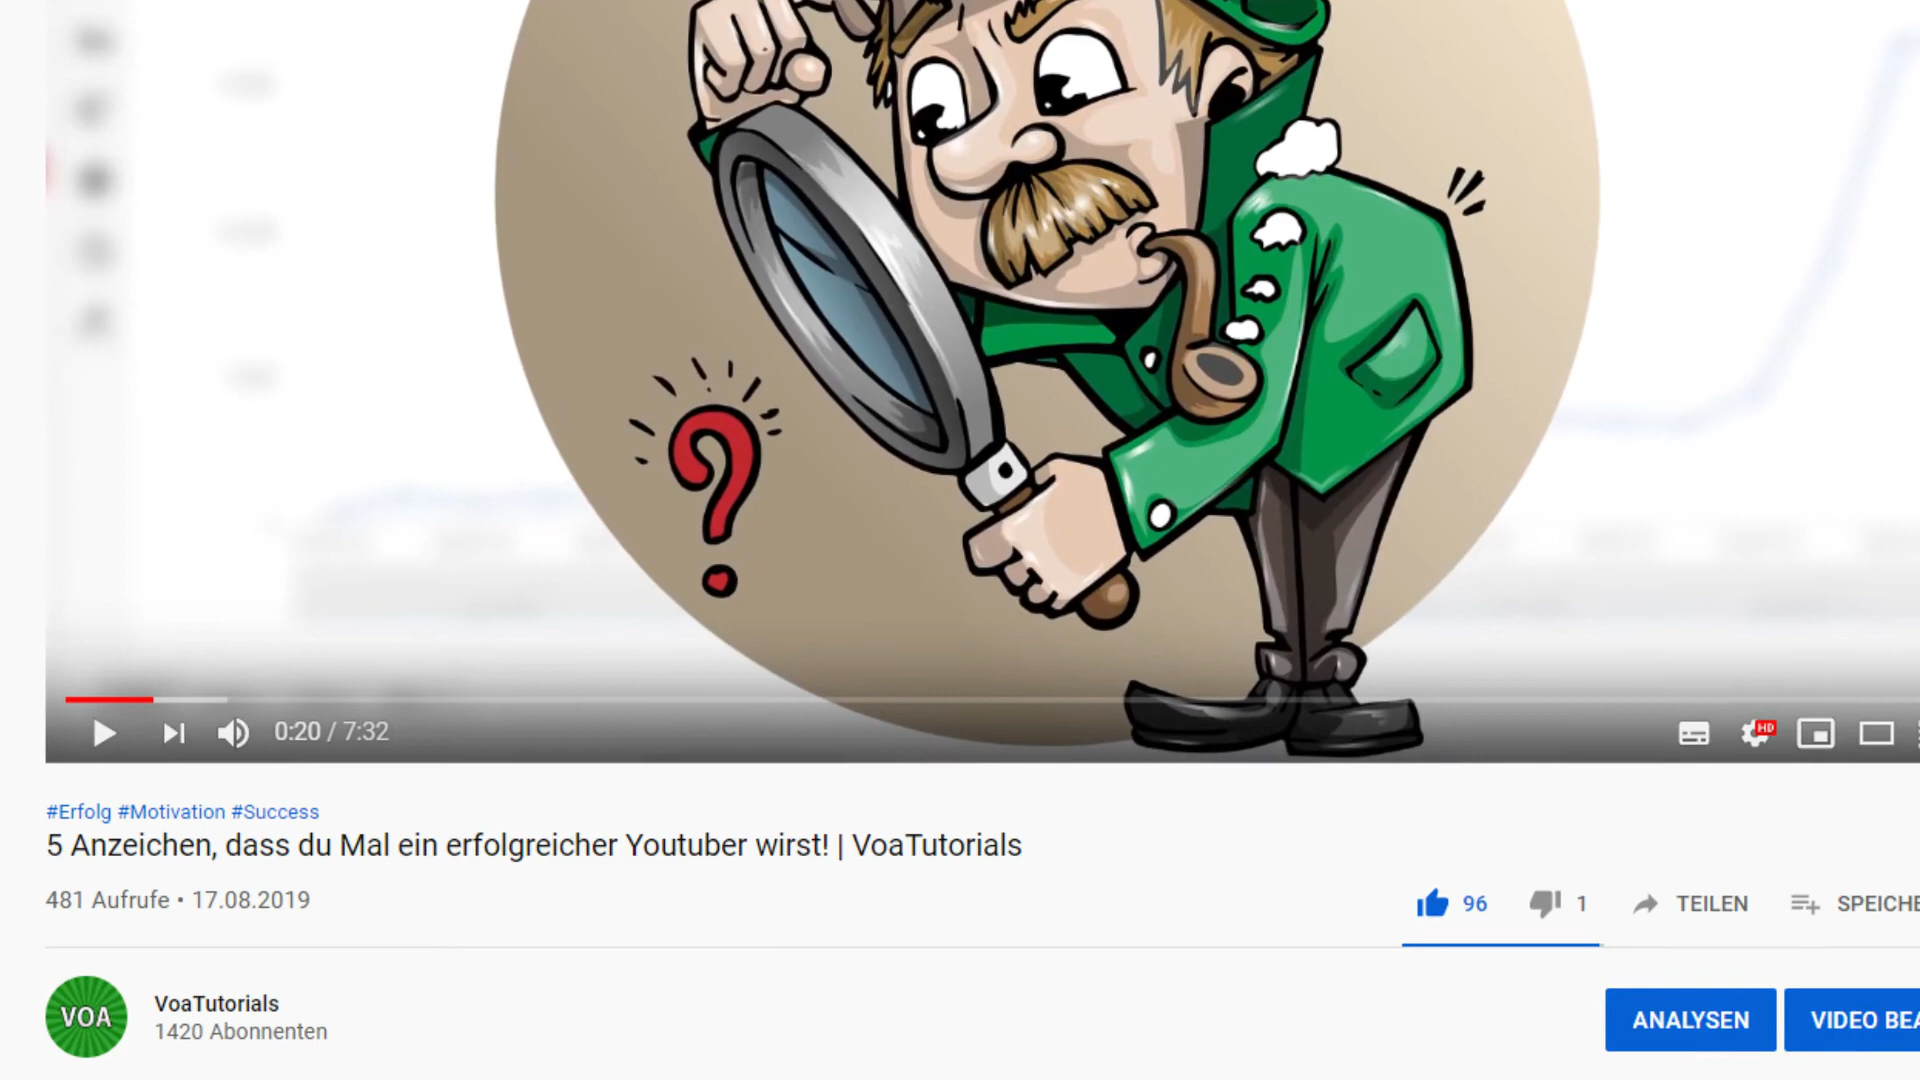 0:20 / 7:32
HD
#Erfolg #Motivation #Success
5 Anzeichen, dass du Mal ein erfolgreicher Youtuber wirst! | VoaTutorials
481 Aufrufe • 17.08.2019
96 1 TEILEN SPEICHE
VOA
VoaTutorials
1420 Abonnenten
ANALYSEN VIDEO BEA